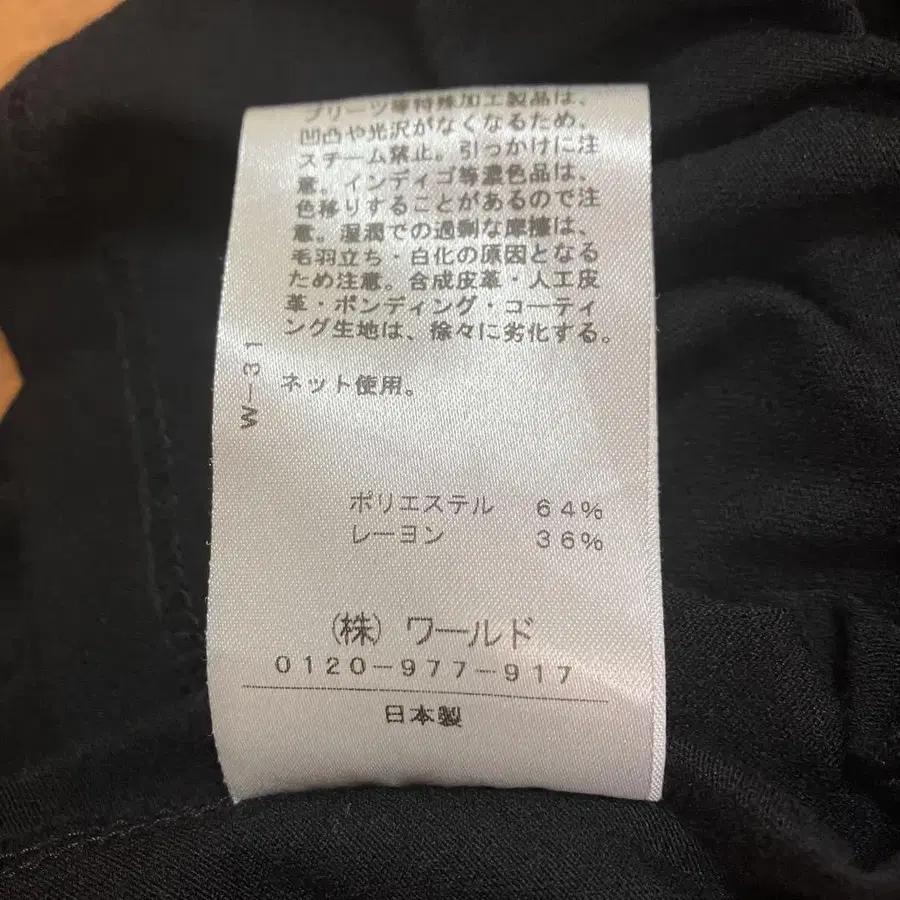 プリーツ等特殊加工製品は、
凹凸や光沢がなくなるため、
スチーム禁止。引っかけに注
意。インディゴ等濃色品は、
色移りすることがあるので注
意。湿潤での過剰な摩擦は、
毛羽立ち・白化の原因となる
ため注意。合成皮革・人工皮
革・ボンディング・コーティ
ング生地は、徐々に劣化する。
ネット使用。
W-31
ポリエステル 64%
レーヨン 36%
(株)ワールド
0120-977-917
日本製